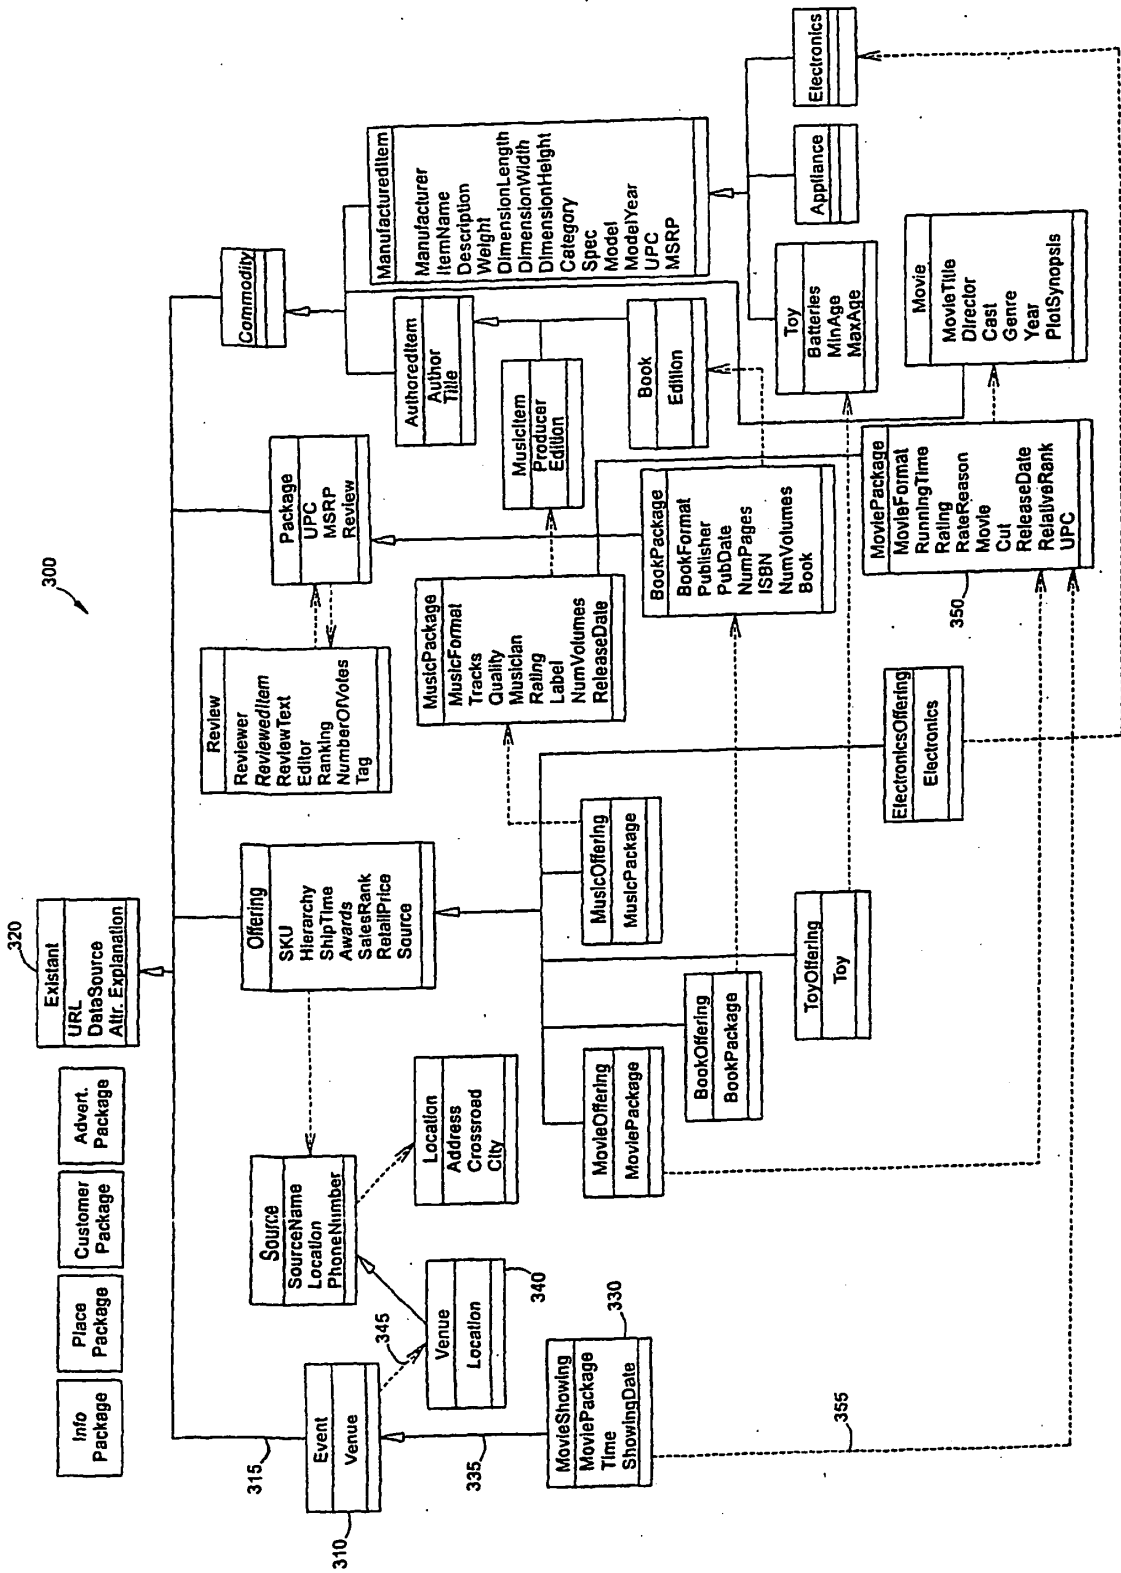 300
320
Info
Package
Place
Package
Customer
Package
Advert.
Package
Existant
URL
DataSource
Attr. Explanation
315
310
Event
Venue
345
335
Source
SourceName
Location
PhoneNumber
Venue
Location
340
Location
Address
Crossroad
City
MovieShowing
MoviePackage
Time
ShowingDate
330
355
Offering
SKU
Hierarchy
ShipTime
Awards
SalesRank
RetailPrice
Source
Review
Reviewer
ReviewedItem
ReviewText
Editor
Ranking
NumberOfVotes
Tag
Package
UPC
MSRP
Review
Commodity
AuthoredItem
Author
Title
ManufacturedItem
Manufacturer
ItemName
Description
Weight
DimensionLength
DimensionWidth
DimensionHeight
Category
Spec
Model
ModelYear
UPC
MSRP
MusicItem
Producer
Edition
Book
Edition
MusicPackage
MusicFormat
Tracks
Quality
Musician
Rating
Label
NumVolumes
ReleaseDate
BookPackage
BookFormat
Publisher
PubDate
NumPages
ISBN
NumVolumes
Book
Toy
Batteries
MinAge
MaxAge
Appliance
Electronics
Movie
MovieTitle
Director
Cast
Genre
Year
PlotSynopsis
MoviePackage
MovieFormat
RunningTime
Rating
RateReason
Movie
Cut
ReleaseDate
RelativeRank
UPC
350
MovieOffering
MoviePackage
BookOffering
BookPackage
MusicOffering
MusicPackage
ToyOffering
Toy
ElectronicsOffering
Electronics